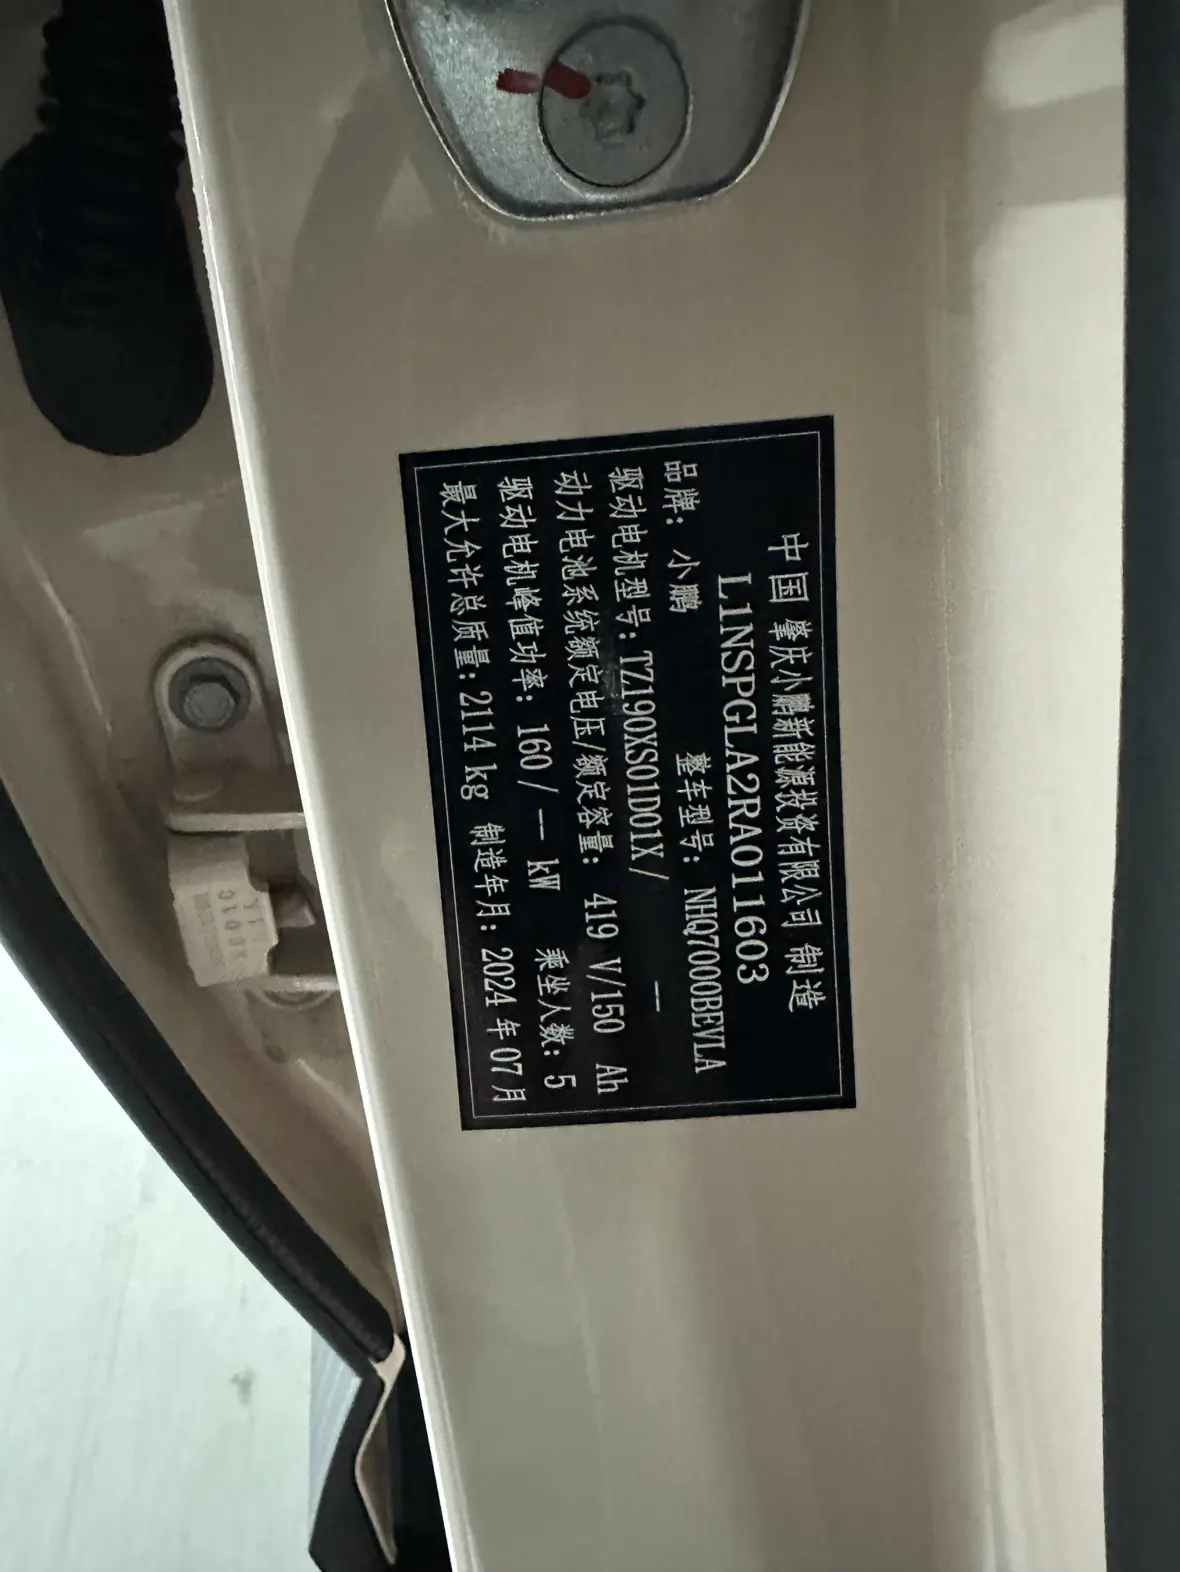 中国 肇庆小鹏新能源投资有限公司 制造
L1NSPGLA2RA011603
品牌: 小鹏 整车型号: NHQ7000BEVLA
驱动电机型号: TZ190XS01D01X/ —
动力电池系统额定电压/额定容量: 419 V/150 Ah
驱动电机峰值功率: 160/ — kW 乘坐人数: 5
最大允许总质量: 2114 kg 制造年月: 2024 年 07 月